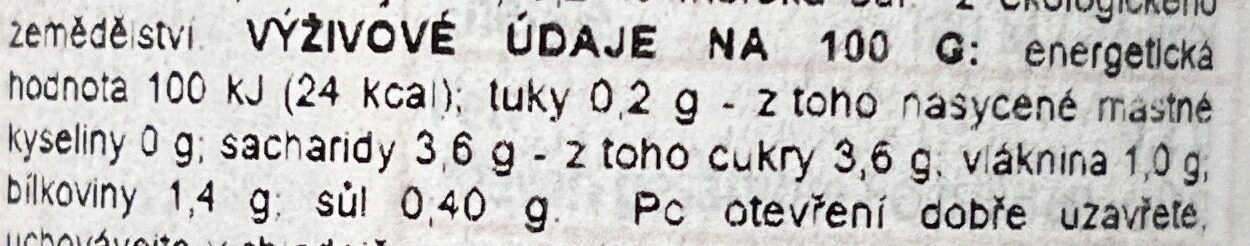 zemědělství. VÝŽIVOVÉ ÚDAJE NA 100 G: energetická
hodnota 100 KJ (24 kcal); tuky 0,2 g - z toho nasycené mastné
kyseliny 0 g; sacharidy 3,6 g - z toho cukry 3,6 g; vláknina 1,0 g;
bílkoviny 1,4 g; sůl 0,40 g. Po otevření dobře uzavřete,